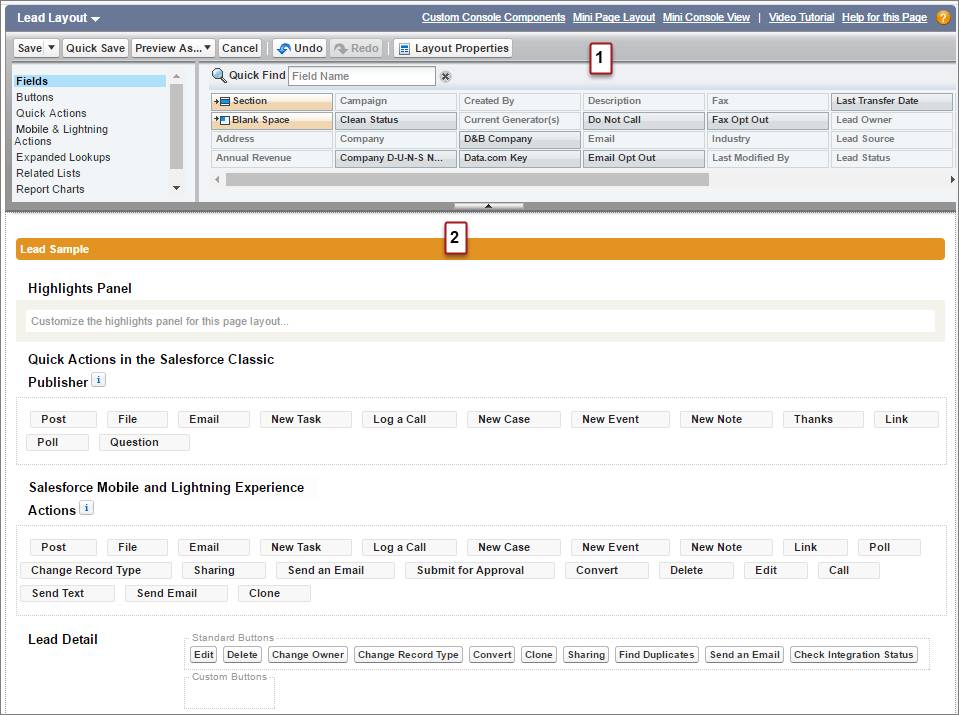 Lead Layout Custom Console Components Mini Page Layout Mini Console View | Video Tutorial Help for this Page ?
Save Quick Save Preview As... Cancel Undo Redo Layout Properties
1
Fields
Buttons
Quick Actions
Mobile & Lightning
Actions
Expanded Lookups
Related Lists
Report Charts
Quick Find Field Name
Section Campaign Created By Description Fax Last Transfer Date
Blank Space Clean Status Current Generator(s) Do Not Call Fax Opt Out Lead Owner
Address Company D&B Company Email Industry Lead Source
Annual Revenue Company D-U-N-S N... Data.com Key Email Opt Out Last Modified By Lead Status
2
Lead Sample
Highlights Panel
Customize the highlights panel for this page layout...
Quick Actions in the Salesforce Classic
Publisher i
Post File Email New Task Log a Call New Case New Event New Note Thanks Link
Poll Question
Salesforce Mobile and Lightning Experience
Actions i
Post File Email New Task Log a Call New Case New Event New Note Link Poll
Change Record Type Sharing Send an Email Submit for Approval Convert Delete Edit Call
Send Text Send Email Clone
Lead Detail
Standard Buttons
Edit Delete Change Owner Change Record Type Convert Clone Sharing Find Duplicates Send an Email Check Integration Status
Custom Buttons